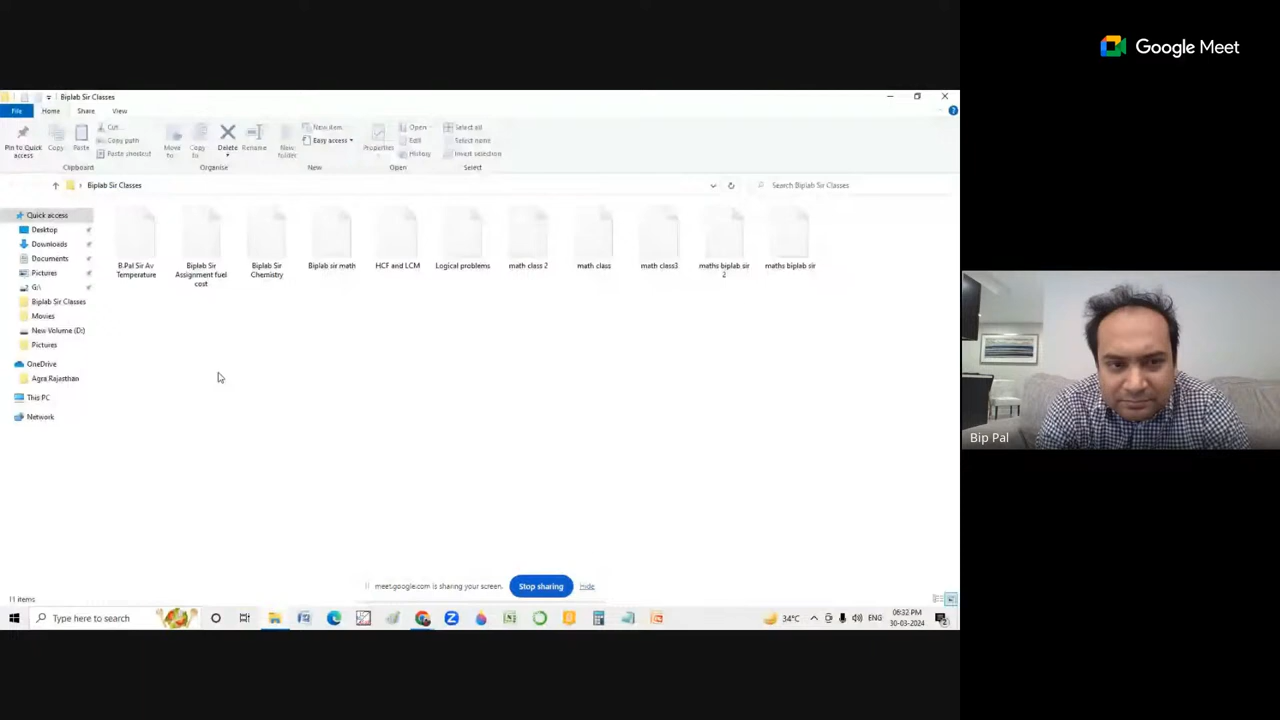 Google Meet
Biplab Sir Classes
File Home Share View
Pin to Quick access
Copy
Paste
Cut
Copy path
Paste shortcut
Clipboard
Move to
Copy to
Delete
Rename
Organise
New folder
New item
Easy access
New
Properties
Open
Edit
History
Open
Select all
Select none
Invert selection
Select
Biplab Sir Classes
Search Biplab Sir Classes
Quick access
Desktop
Downloads
Documents
Pictures
G:\
Biplab Sir Classes
Movies
New Volume (D:)
Pictures
OneDrive
Agra Rajasthan
This PC
Network
B.Pal Sir Av Temperature
Biplab Sir Assignment fuel cost
Biplab Sir Chemistry
Biplab sir math
HCF and LCM
Logical problems
math class 2
math class
math class3
maths biplab sir 2
maths biplab sir
Bip Pal
meet.google.com is sharing your screen.
Stop sharing
Hide
11 items
Type here to search
34°C
ENG
06:32 PM
30-03-2024